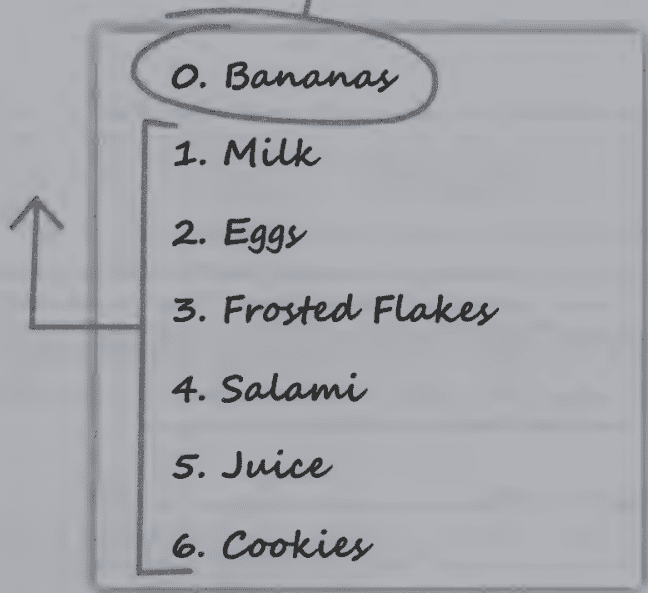 0. Bananas
1. Milk
2. Eggs
3. Frosted Flakes
4. Salami
5. Juice
6. Cookies